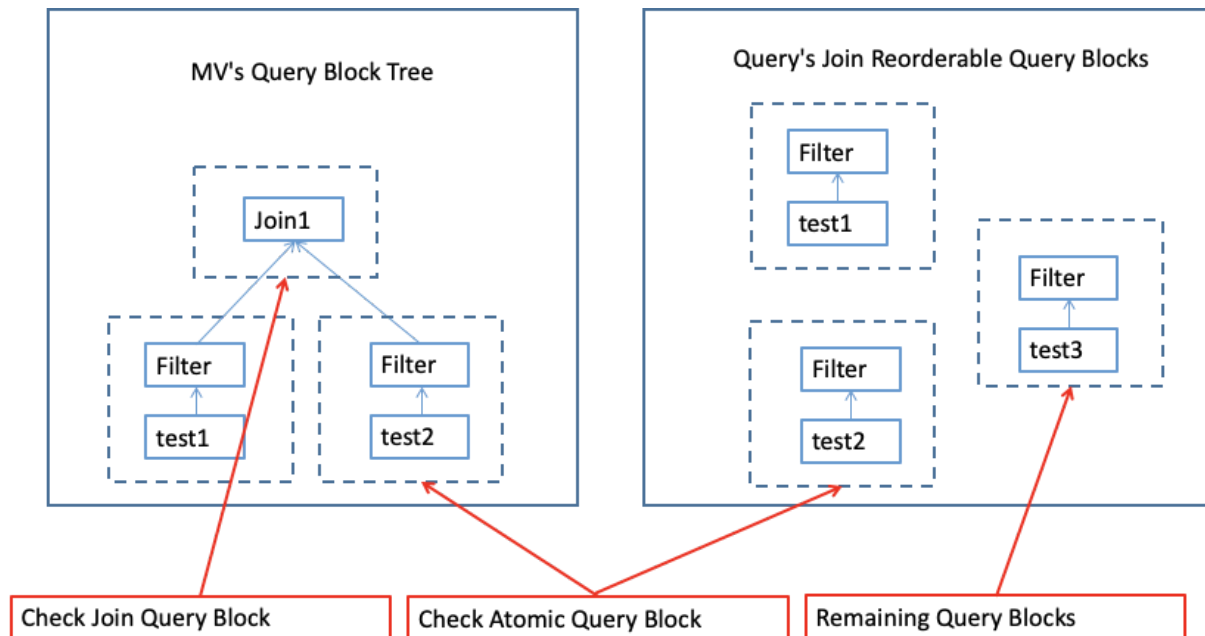 MV's Query Block Tree
Join1
Filter
Filter
test1
test2
Query's Join Reorderable Query Blocks
Filter
test1
Filter
test3
Filter
test2
Check Join Query Block
Check Atomic Query Block
Remaining Query Blocks